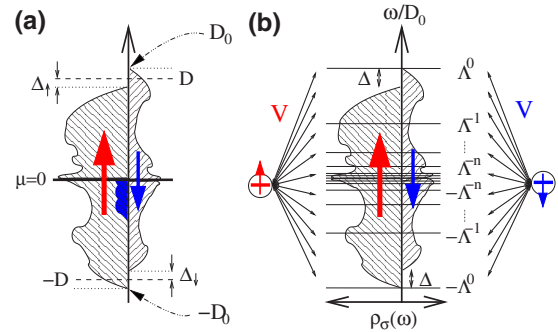 (a)
D₀
D
Δ↑
μ=0
−D
Δ↓
−D₀
(b)
ω/D₀
Λ⁰
Δ
V
V
Λ⁻¹
⋮
Λ⁻ⁿ
−Λ⁻ⁿ
⋮
−Λ⁻¹
Δ
−Λ⁰
ρσ(ω)